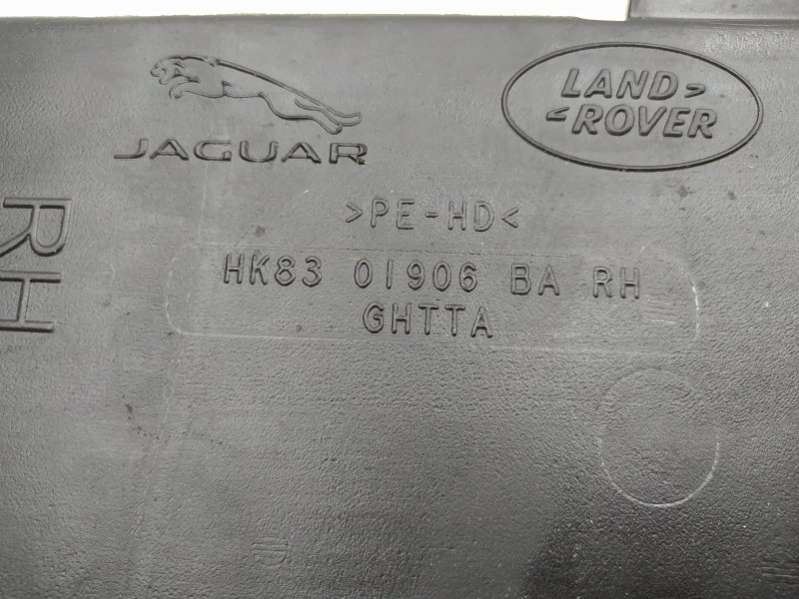 JAGUAR
LAND>
<ROVER
>PE-HD<
HK83 01906 BA RH
GHTTA
RH